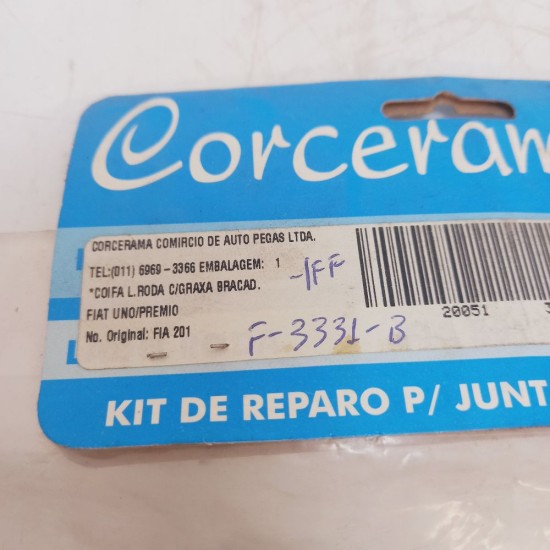 Corceram
CORCERAMA COMIRCIO DE AUTO PEGAS LTDA.
TEL:(011) 6969-3366 EMBALAGEM: 1
*COIFA L.RODA C/GRAXA BRACAD.
-1FF
FIAT UNO/PREMIO
No. Original: FIA 201
F-3331-B
20051
KIT DE REPARO P/ JUNT